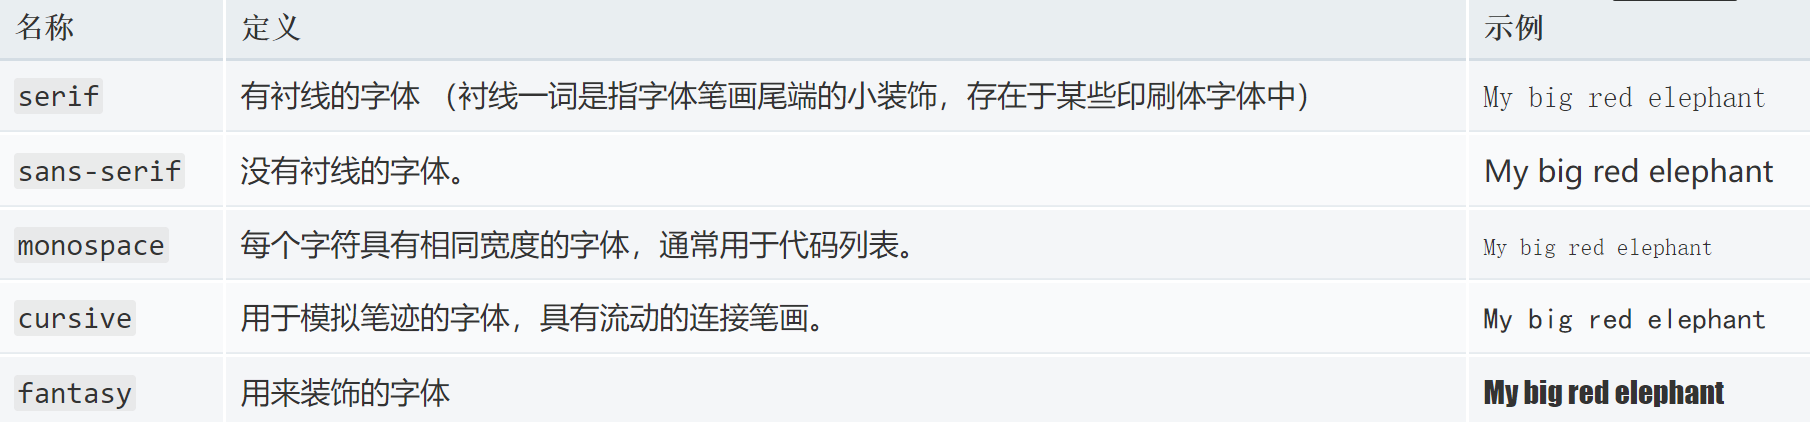 名称 定义 示例
serif 有衬线的字体 （衬线一词是指字体笔画尾端的小装饰，存在于某些印刷体字体中） My big red elephant
sans-serif 没有衬线的字体。 My big red elephant
monospace 每个字符具有相同宽度的字体，通常用于代码列表。 My big red elephant
cursive 用于模拟笔迹的字体，具有流动的连接笔画。 My big red elephant
fantasy 用来装饰的字体 My big red elephant